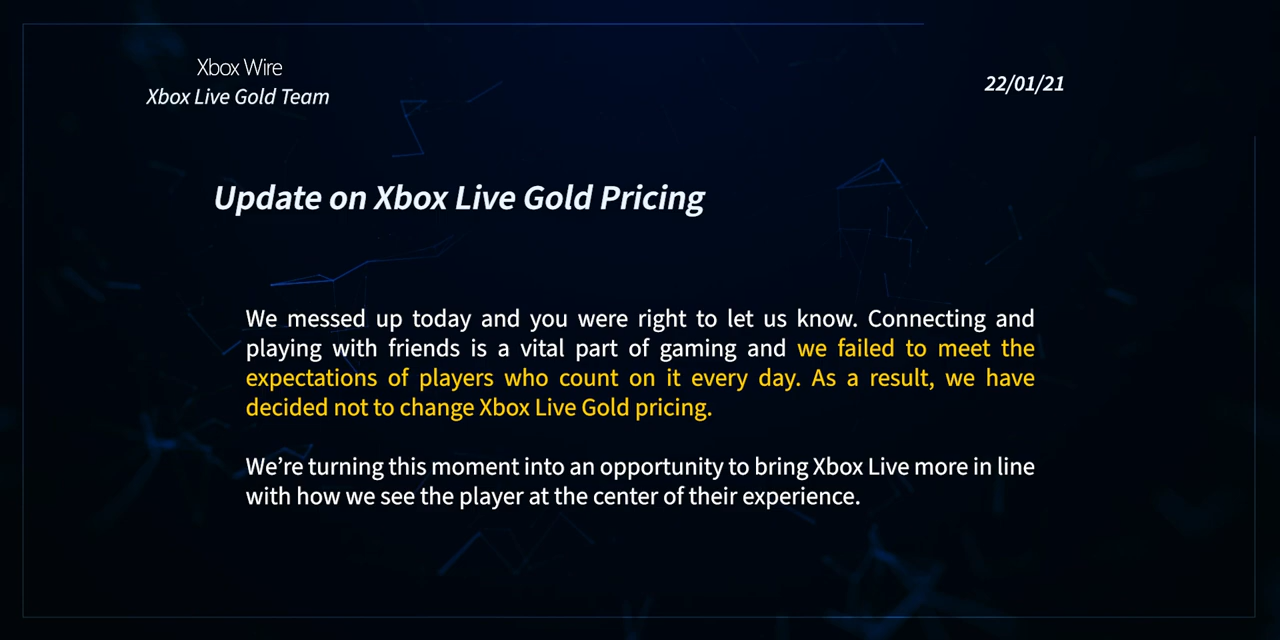 Xbox Wire
Xbox Live Gold Team
22/01/21
Update on Xbox Live Gold Pricing
We messed up today and you were right to let us know. Connecting and
playing with friends is a vital part of gaming and we failed to meet the
expectations of players who count on it every day. As a result, we have
decided not to change Xbox Live Gold pricing.
We’re turning this moment into an opportunity to bring Xbox Live more in line
with how we see the player at the center of their experience.